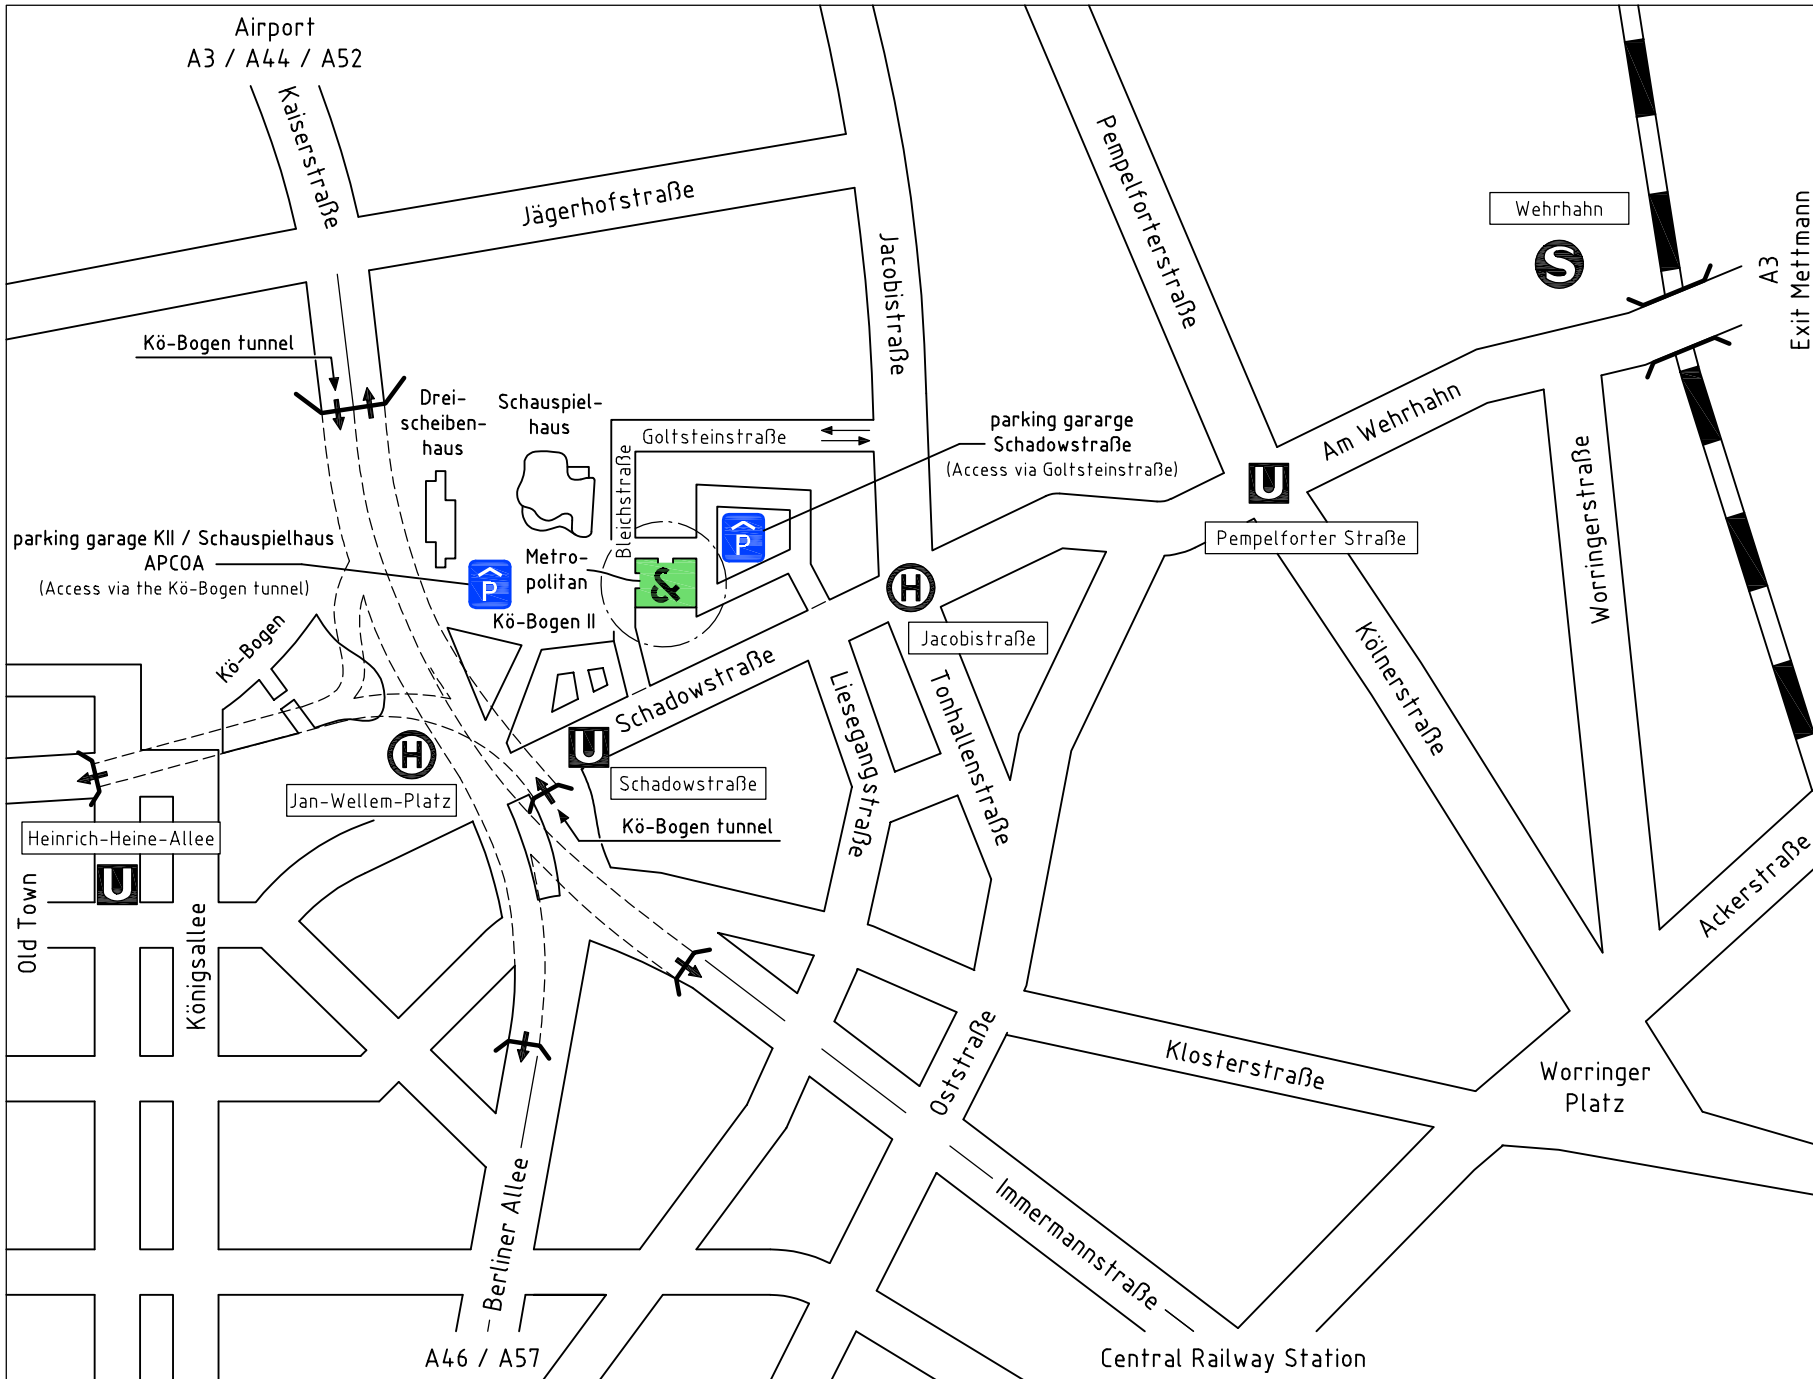 Airport
A3 / A44 / A52
Kaiserstraße
Jägerhofstraße
Jacobistraße
Pempelforterstraße
Wehrhahn
S
A3
Exit Mettmann
Kö-Bogen tunnel
Drei-
scheiben-
haus
Schauspiel-
haus
Goltsteinstraße
Bleichstraße
parking gararge
Schadowstraße
(Access via Goltsteinstraße)
Am Wehrhahn
U
Pempelforter Straße
Worringerstraße
parking garage KII / Schauspielhaus
APCOA
(Access via the Kö-Bogen tunnel)
P
P
Metro-
politan
&
Kö-Bogen II
H
Jacobistraße
Kö-Bogen
Schadowstraße
Liesegangstraße
Tonhallenstraße
Kölnerstraße
H
Jan-Wellem-Platz
U
Schadowstraße
Kö-Bogen tunnel
Heinrich-Heine-Allee
U
Old Town
Königsallee
Ackerstraße
Oststraße
Klosterstraße
Worringer
Platz
Berliner Allee
Immermannstraße
A46 / A57
Central Railway Station